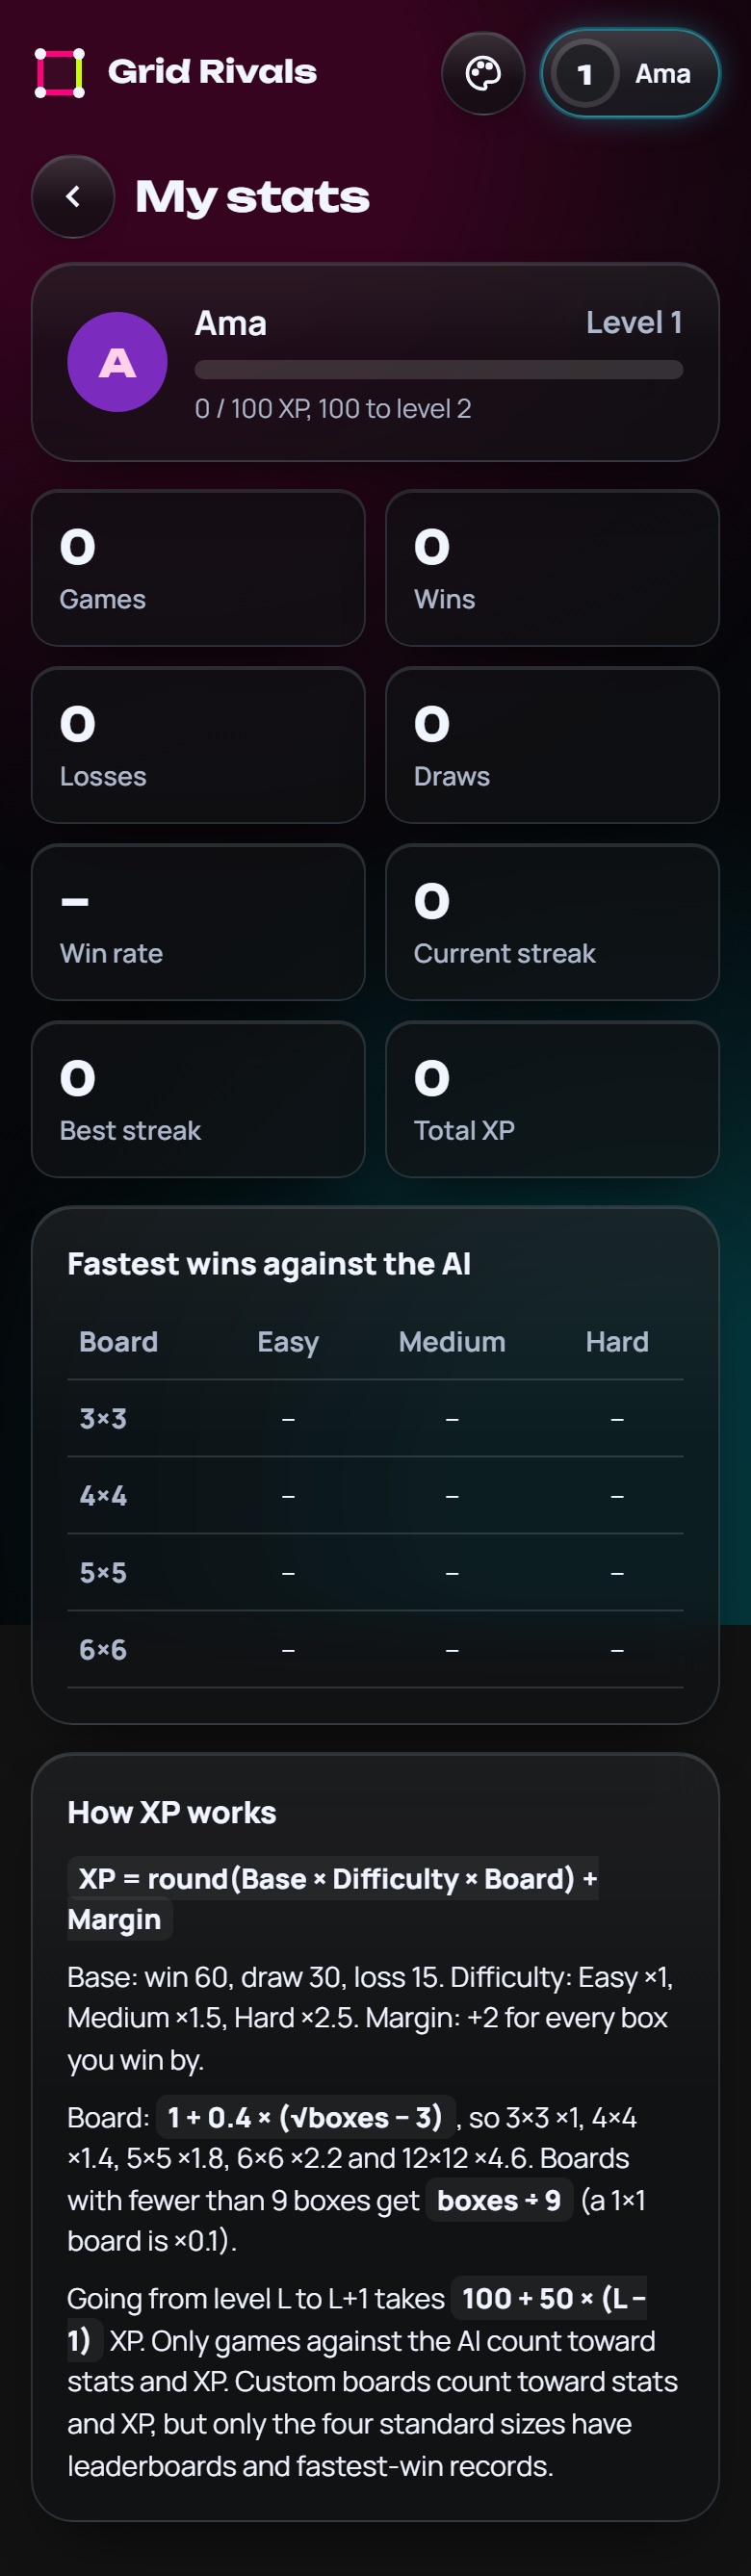 Grid Rivals
1
Ama
My stats
A
Ama
Level 1
0 / 100 XP, 100 to level 2
0
Games
0
Wins
0
Losses
0
Draws
–
Win rate
0
Current streak
0
Best streak
0
Total XP
Fastest wins against the AI
Board Easy Medium Hard
3×3 – – –
4×4 – – –
5×5 – – –
6×6 – – –
How XP works
XP = round(Base × Difficulty × Board) +
Margin
Base: win 60, draw 30, loss 15. Difficulty: Easy ×1,
Medium ×1.5, Hard ×2.5. Margin: +2 for every box
you win by.
Board: 1 + 0.4 × (√boxes − 3) , so 3×3 ×1, 4×4
×1.4, 5×5 ×1.8, 6×6 ×2.2 and 12×12 ×4.6. Boards
with fewer than 9 boxes get boxes ÷ 9 (a 1×1
board is ×0.1).
Going from level L to L+1 takes 100 + 50 × (L −
1) XP. Only games against the AI count toward
stats and XP. Custom boards count toward stats
and XP, but only the four standard sizes have
leaderboards and fastest-win records.